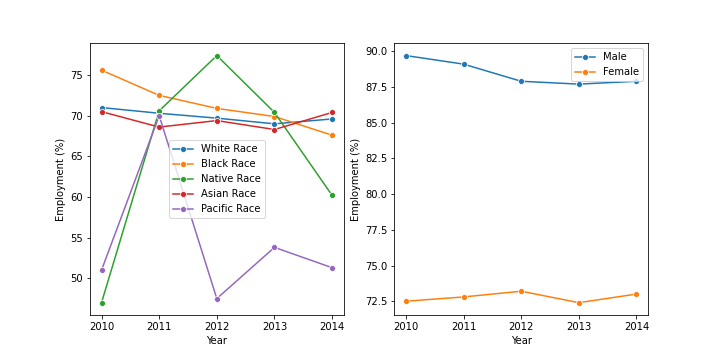 Employment (%)
75
70
65
60
55
50
2010 2011 2012 2013 2014
Year
White Race
Black Race
Native Race
Asian Race
Pacific Race
Employment (%)
90.0
87.5
85.0
82.5
80.0
77.5
75.0
72.5
2010 2011 2012 2013 2014
Year
Male
Female